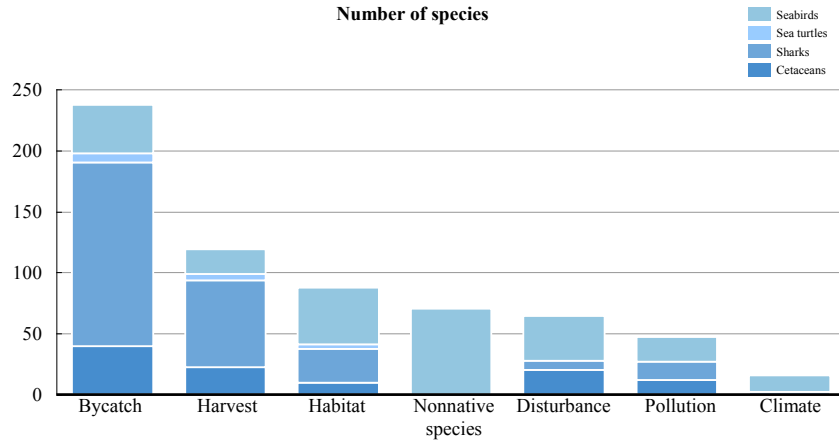 Number of species
Seabirds
Sea turtles
Sharks
Cetaceans
250
200
150
100
50
0
Bycatch Harvest Habitat Nonnative Disturbance Pollution Climate
species